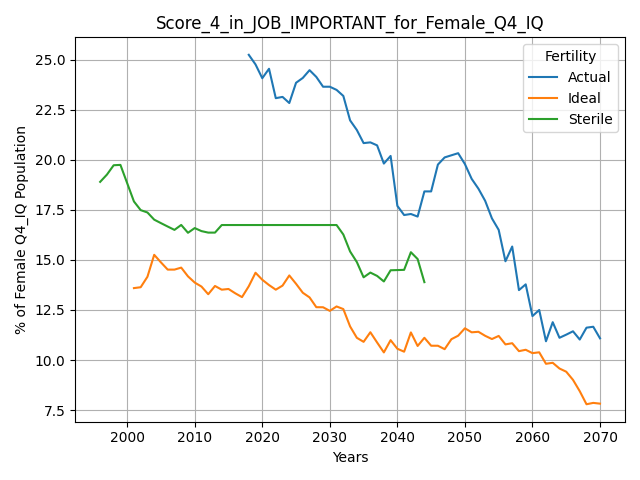 Score_4_in_JOB_IMPORTANT_for_Female_Q4_IQ
Fertility
Actual
Ideal
Sterile
% of Female Q4_IQ Population
25.0
22.5
20.0
17.5
15.0
12.5
10.0
7.5
2000 2010 2020 2030 2040 2050 2060 2070
Years